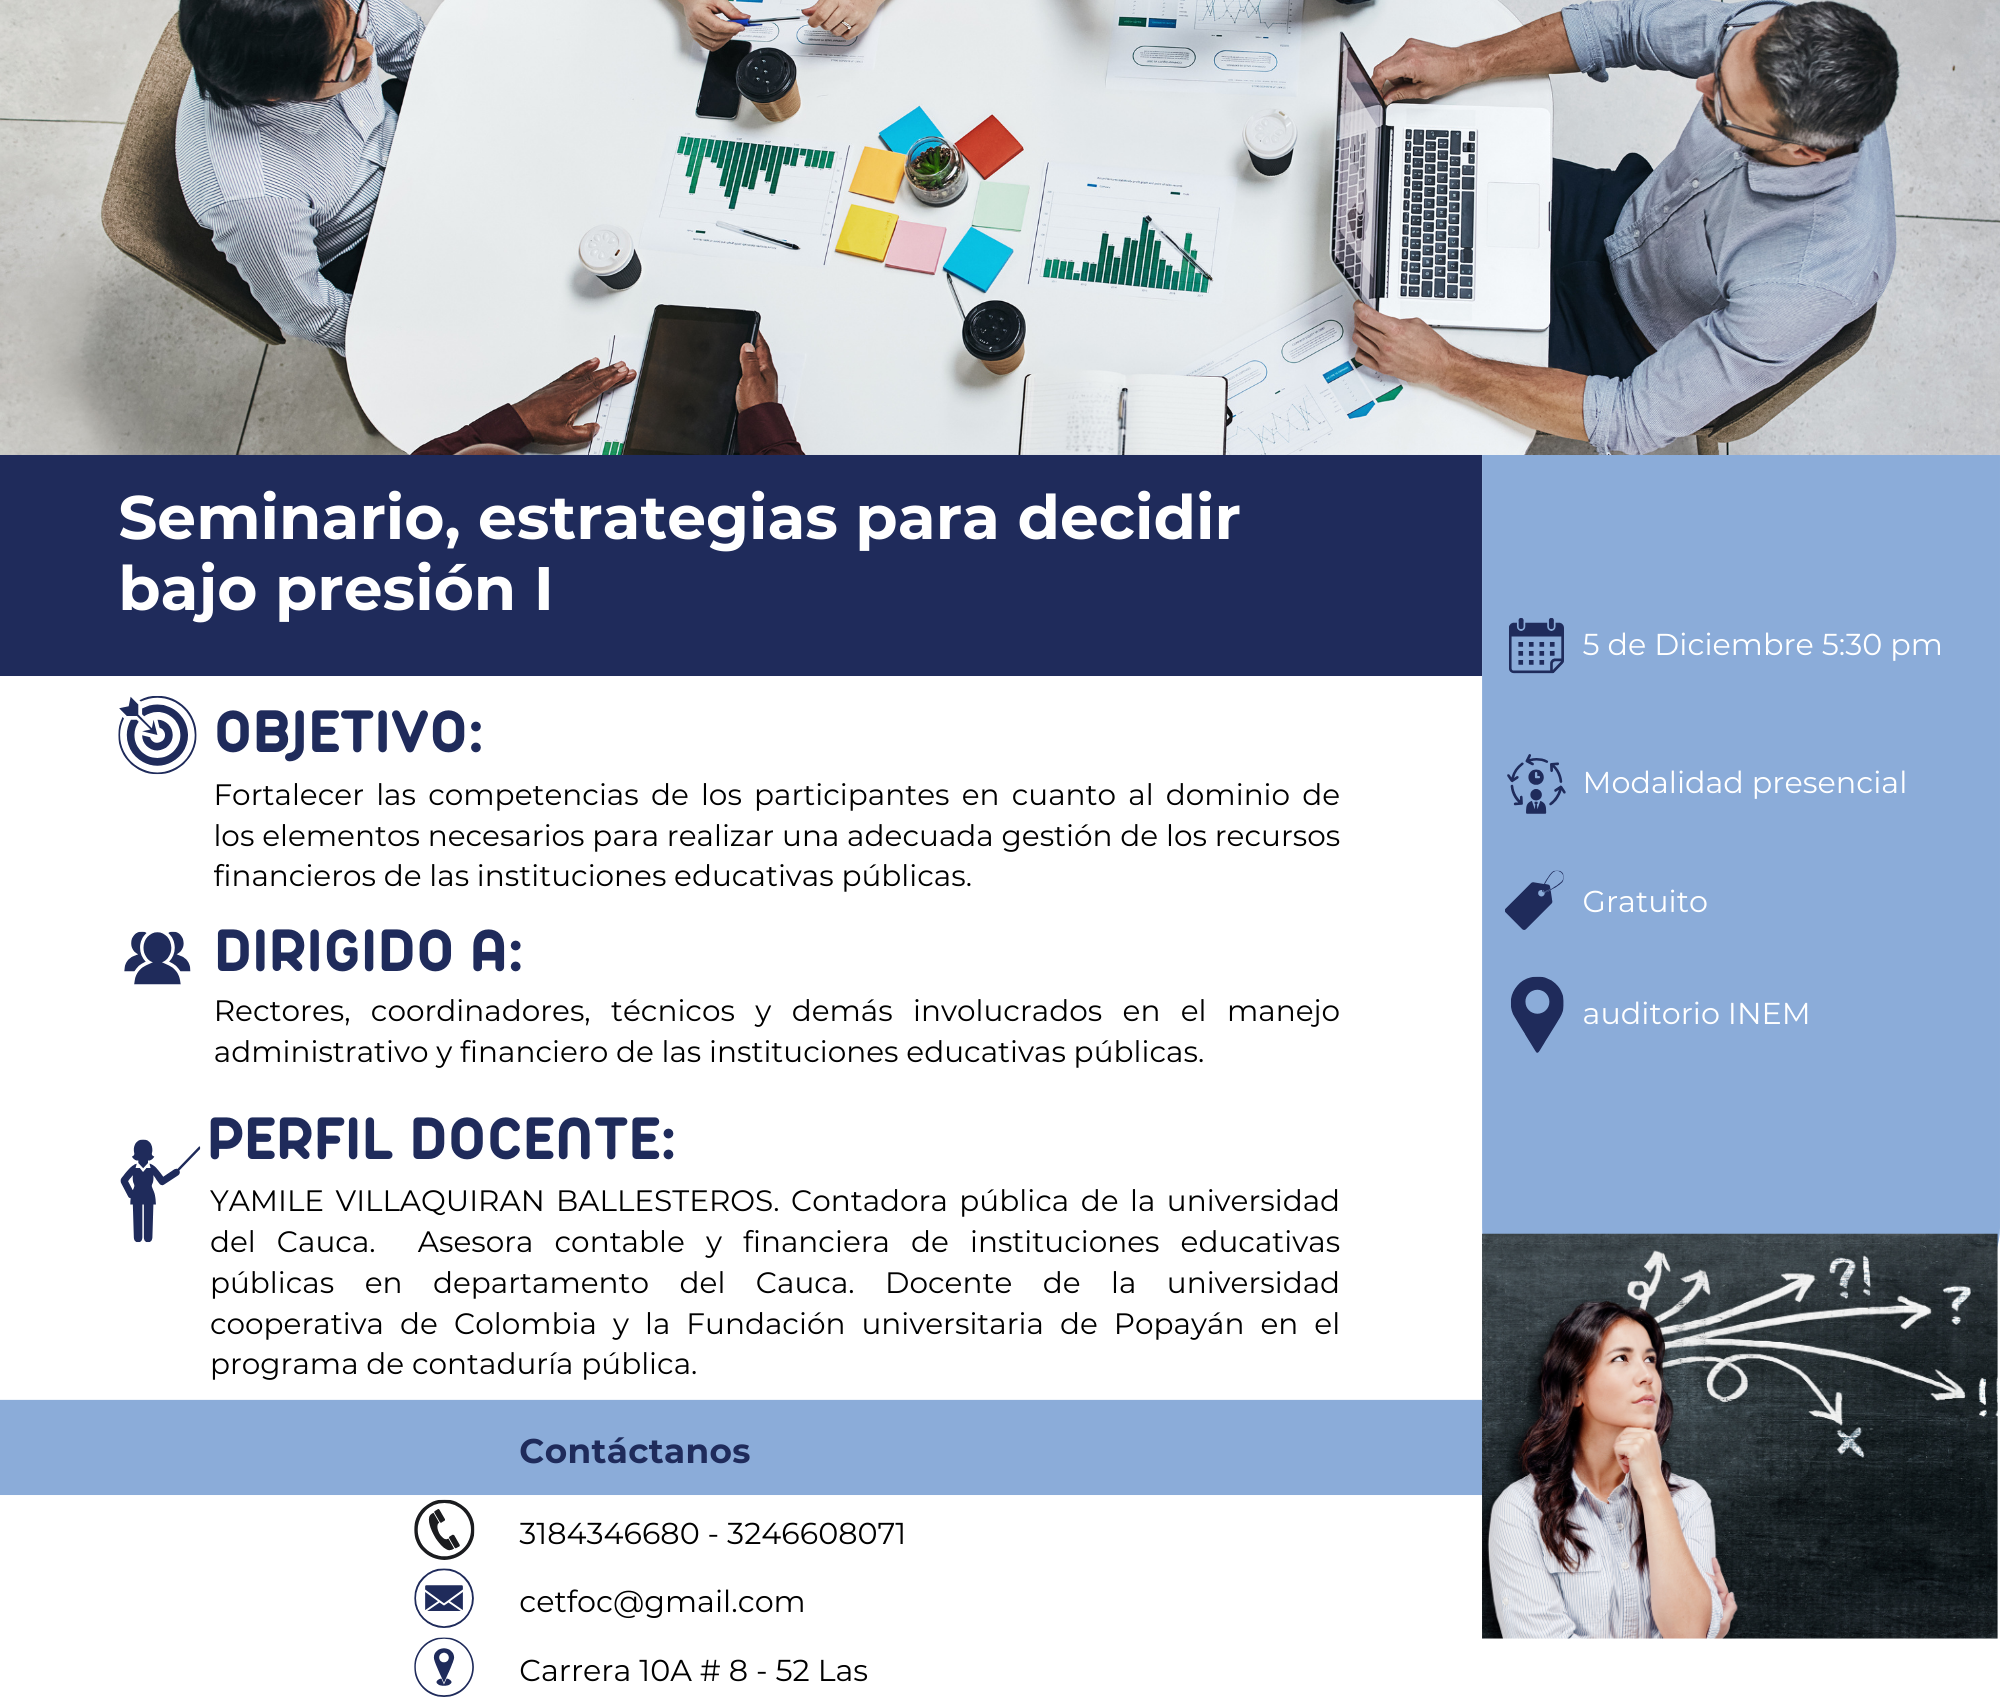 Seminario, estrategias para decidir
bajo presión I
5 de Diciembre 5:30 pm
Modalidad presencial
Gratuito
auditorio INEM
OBJETIVO:
Fortalecer las competencias de los participantes en cuanto al dominio de
los elementos necesarios para realizar una adecuada gestión de los recursos
financieros de las instituciones educativas públicas.
DIRIGIDO A:
Rectores, coordinadores, técnicos y demás involucrados en el manejo
administrativo y financiero de las instituciones educativas públicas.
PERFIL DOCENTE:
YAMILE VILLAQUIRAN BALLESTEROS. Contadora pública de la universidad
del Cauca. Asesora contable y financiera de instituciones educativas
públicas en departamento del Cauca. Docente de la universidad
cooperativa de Colombia y la Fundación universitaria de Popayán en el
programa de contaduría pública.
?!
?
!
x
Contáctanos
3184346680 - 3246608071
cetfoc@gmail.com
Carrera 10A # 8 - 52 Las